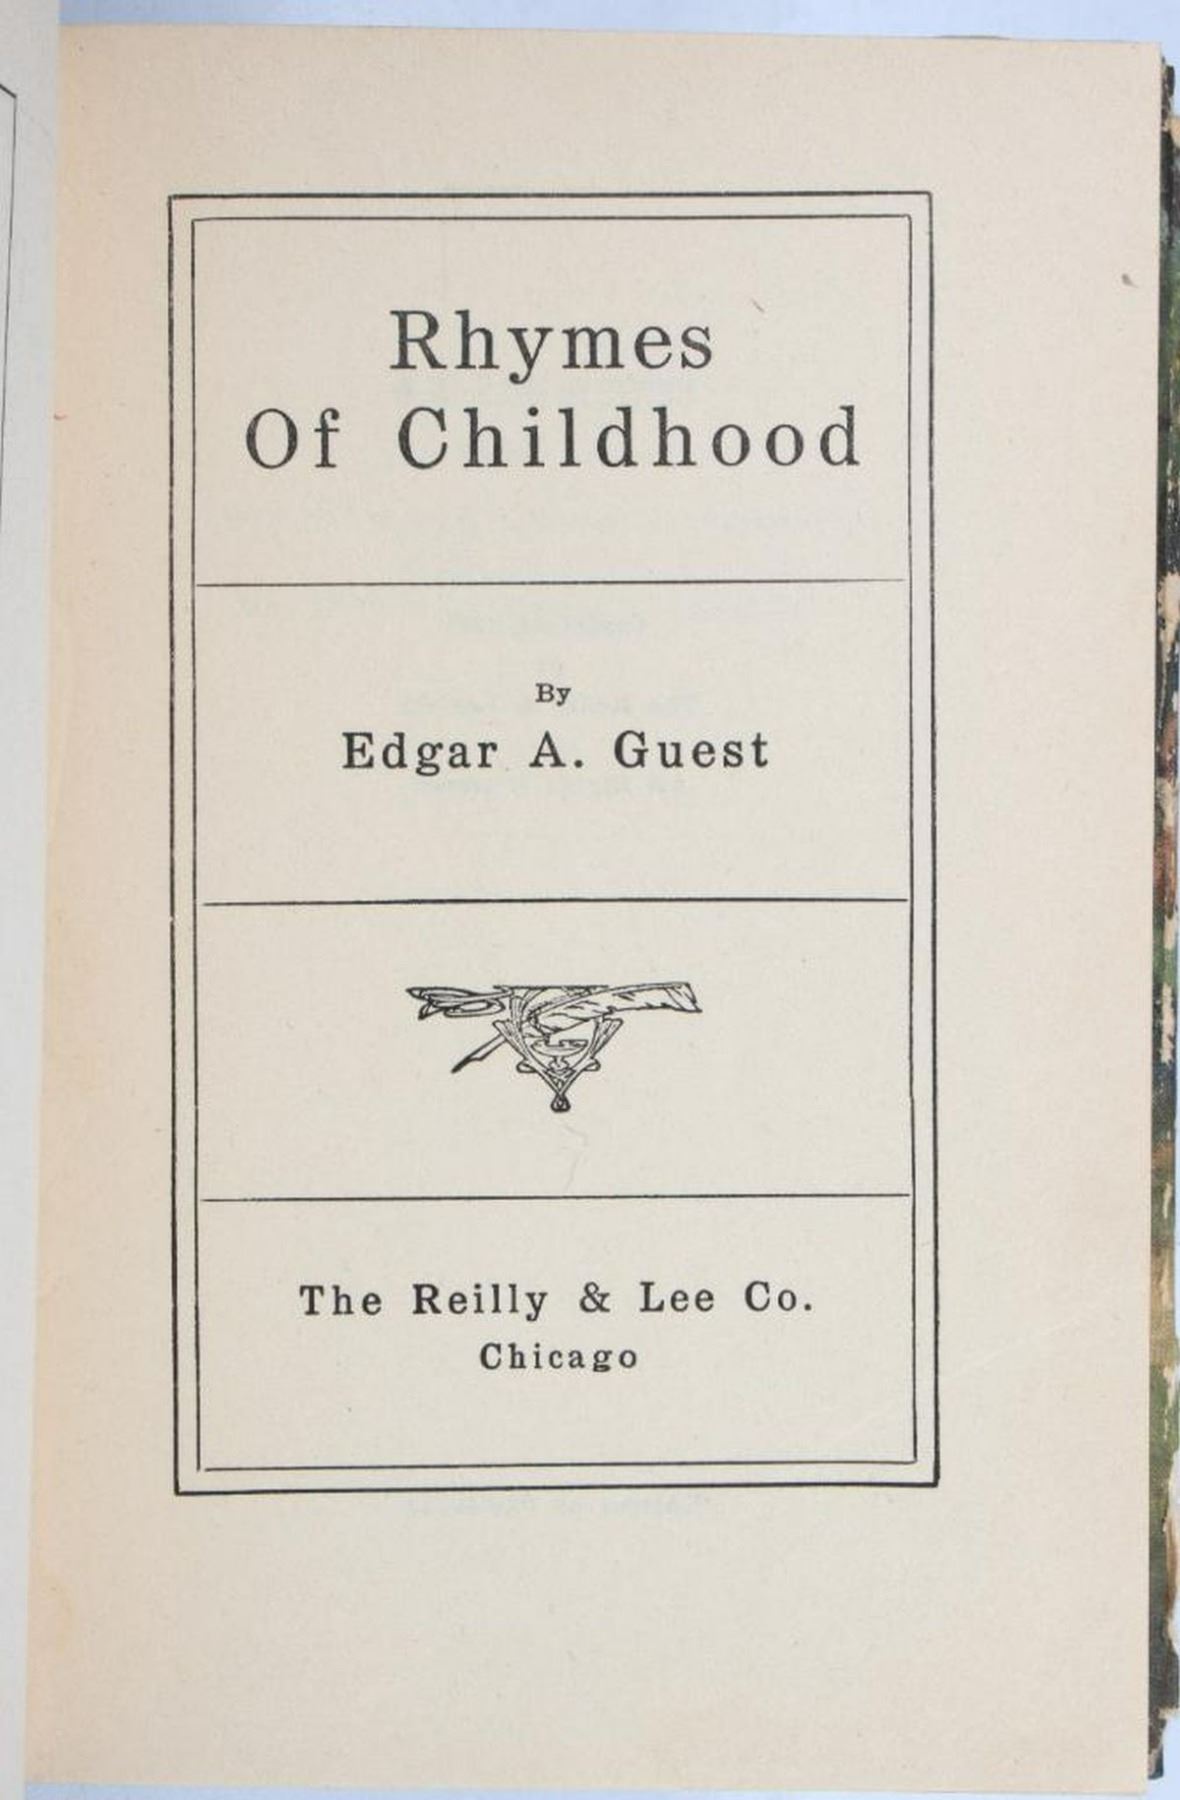 Rhymes
Of Childhood
By
Edgar A. Guest
The Reilly & Lee Co.
Chicago